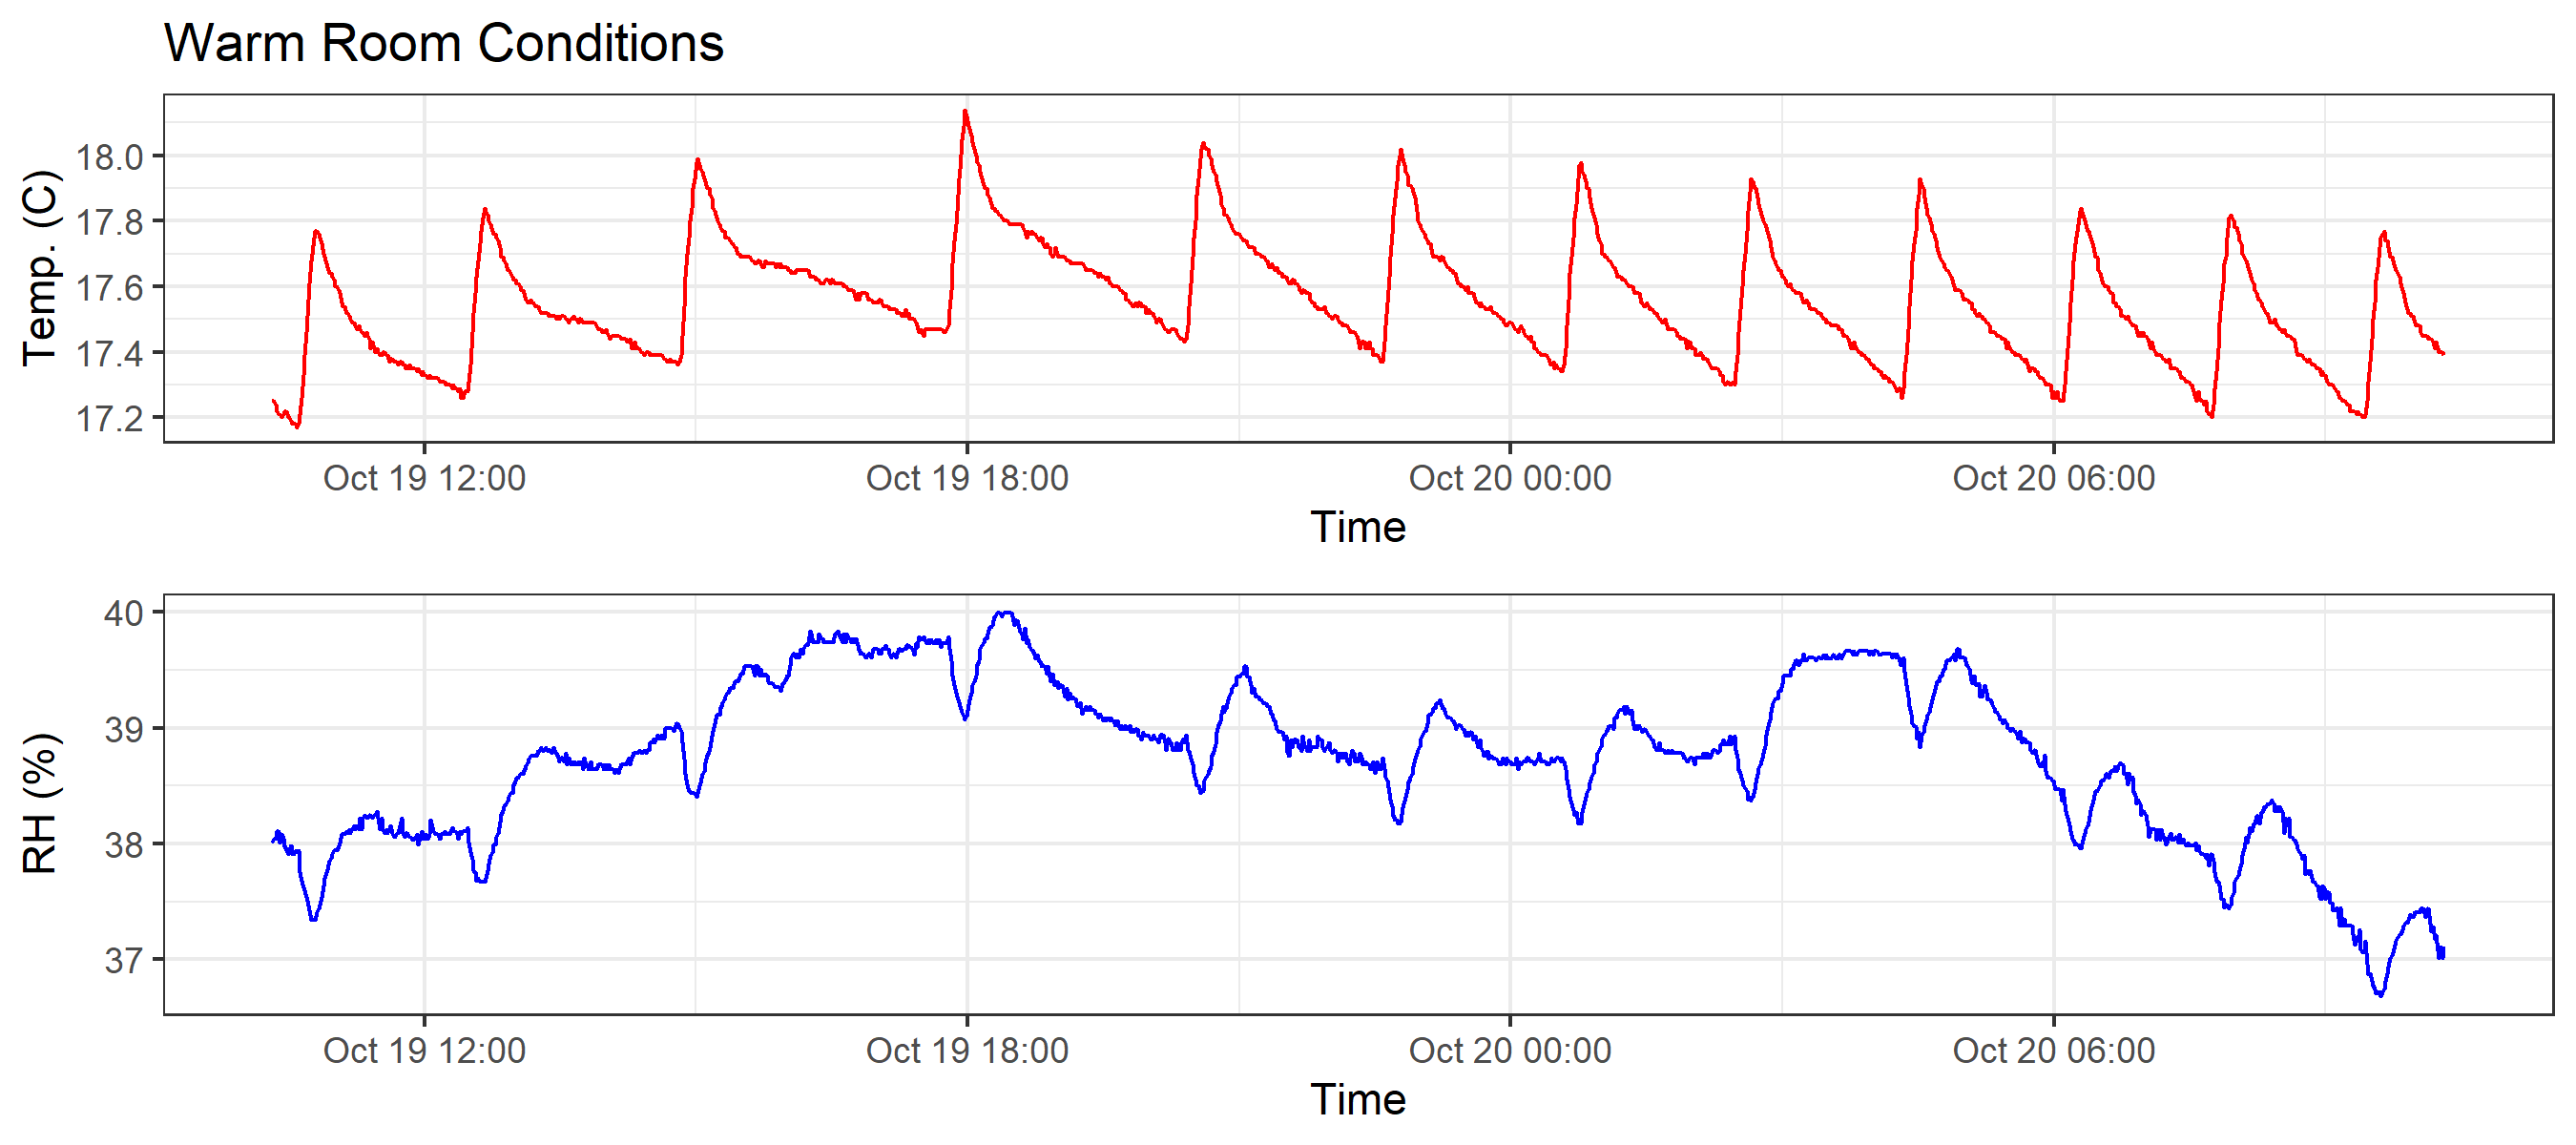 Warm Room Conditions
Temp. (C)
18.0
17.8
17.6
17.4
17.2
Oct 19 12:00 Oct 19 18:00 Oct 20 00:00 Oct 20 06:00
Time
RH (%)
40
39
38
37
Oct 19 12:00 Oct 19 18:00 Oct 20 00:00 Oct 20 06:00
Time